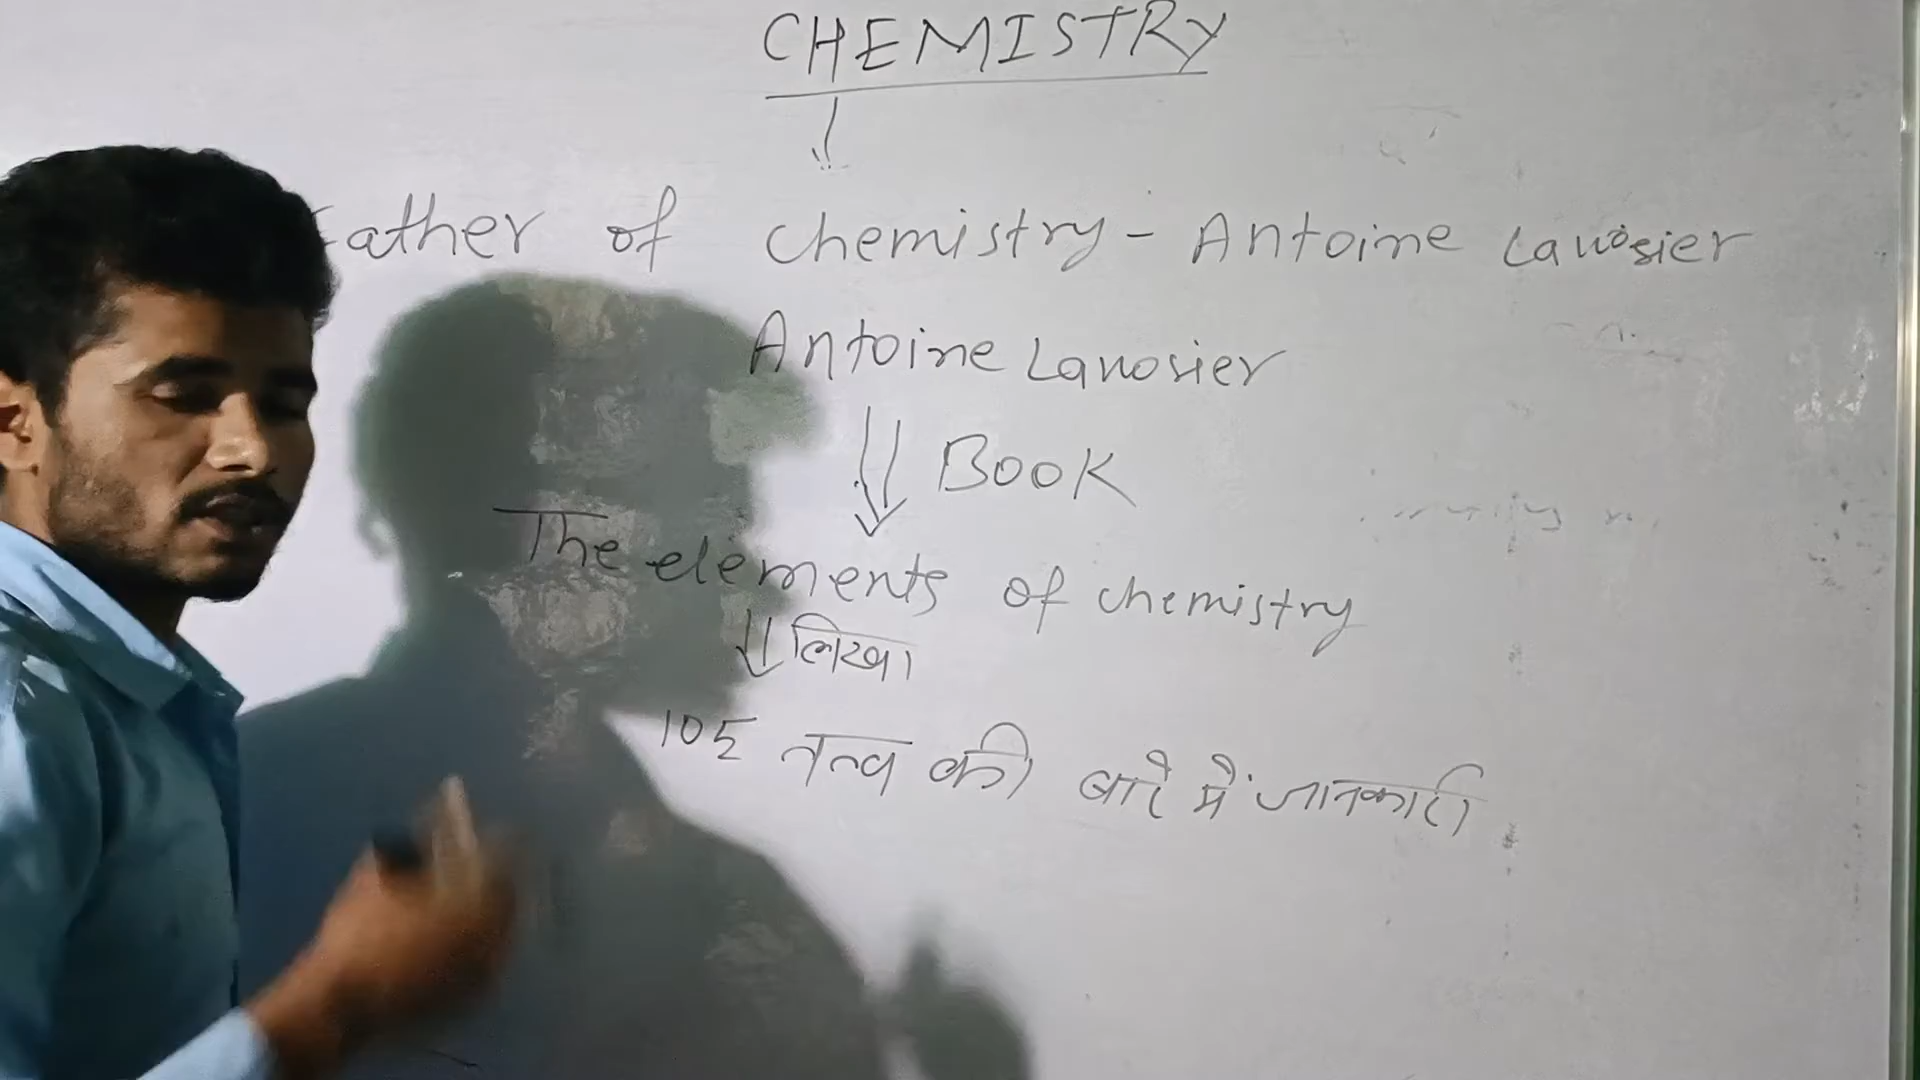 CHEMISTRY
Father of chemistry - Antoine Lavosier
Antoine Lavosier
BOOK
The elements of chemistry
लिखा
105 तत्व की बारे में जानकारी